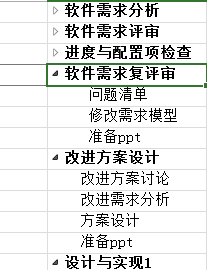 软件需求分析
软件需求评审
进度与配置项检查
软件需求复评审
问题清单
修改需求模型
准备ppt
改进方案设计
改进方案讨论
改进需求分析
方案设计
准备ppt
设计与实现1